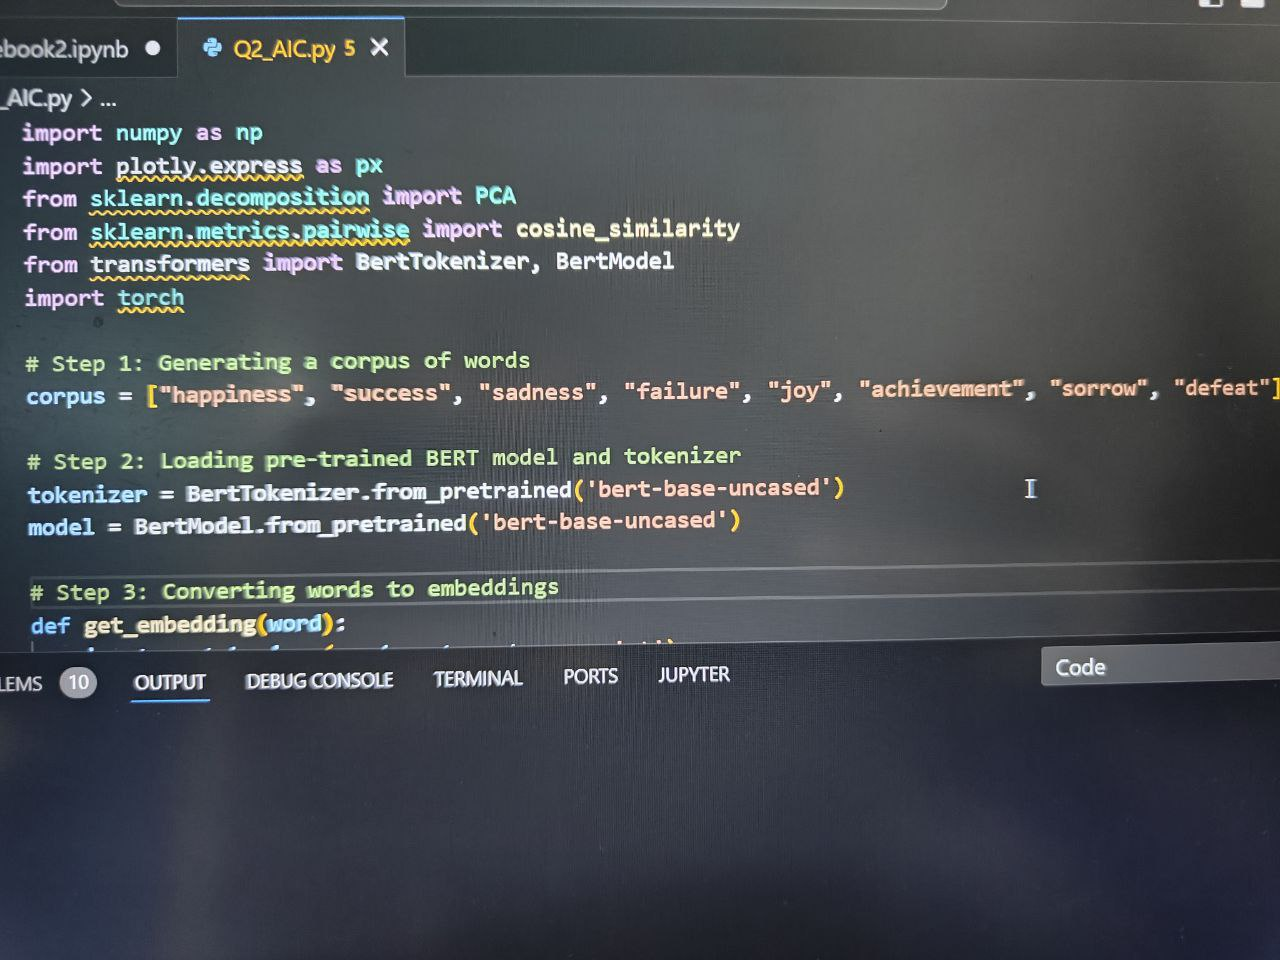 ebook2.ipynb
Q2_AIC.py 5
_AIC.py > ...
import numpy as np
import plotly.express as px
from sklearn.decomposition import PCA
from sklearn.metrics.pairwise import cosine_similarity
from transformers import BertTokenizer, BertModel
import torch
# Step 1: Generating a corpus of words
corpus = ["happiness", "success", "sadness", "failure", "joy", "achievement", "sorrow", "defeat"]
# Step 2: Loading pre-trained BERT model and tokenizer
tokenizer = BertTokenizer.from_pretrained('bert-base-uncased')
model = BertModel.from_pretrained('bert-base-uncased')
# Step 3: Converting words to embeddings
def get_embedding(word):
LEMS 10 OUTPUT DEBUG CONSOLE TERMINAL PORTS JUPYTER Code